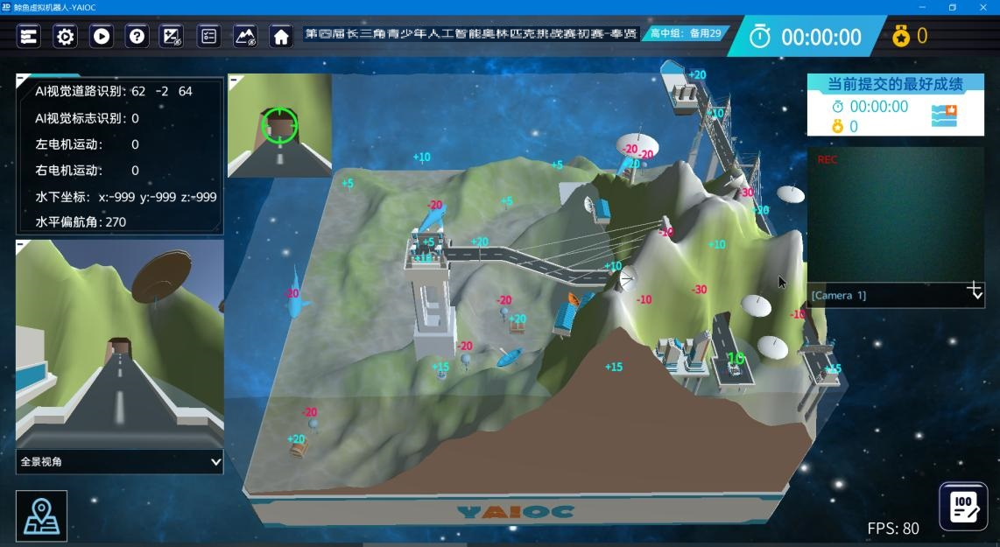 鲸鱼虚拟机器人-YAIOC
第四届长三角青少年人工智能奥林匹克挑战赛初赛-奉贤
高中组：备用29
00:00:00
0
AI视觉道路识别: 62 -2 64
AI视觉标志识别: 0
左电机运动: 0
右电机运动: 0
水下坐标: x:-999 y:-999 z:-999
水平偏航角: 270
当前提交的最好成绩
00:00:00
0
REC
[Camera 1]
全景视角
+20
+10
-20
-20
+20
+10
+5
+5
-30
+5
+20
-20
-10
+5
+20
+10
+10
+10
-20
-30
-10
-20
+20
-10
-20
+15
+15
10
+15
-20
+20
YAIOC
100
FPS: 80